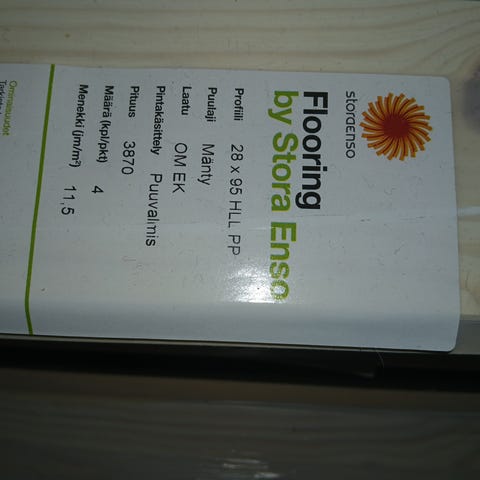 storaenso
Flooring
by Stora Enso
Profiili 28 x 95 HLL PP
Puulaji Mänty
Laatu OM EK
Pintakäsittely Puuvalmis
Pituus 3870
Määrä (kpl/pkt) 4
Menekki (jm/m²) 11,5
Ominaisuudet